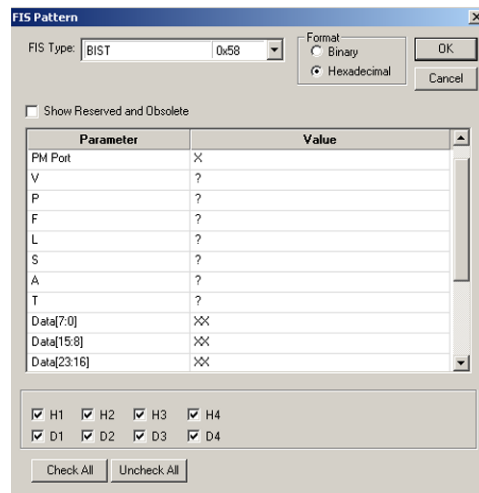 FIS Pattern
FIS Type: BIST 0x58
Format
Binary
Hexadecimal
OK
Cancel
Show Reserved and Obsolete
Parameter Value
PM Port X
V ?
P ?
F ?
L ?
S ?
A ?
T ?
Data[7:0] XX
Data[15:8] XX
Data[23:16] XX
H1 H2 H3 H4
D1 D2 D3 D4
Check All Uncheck All